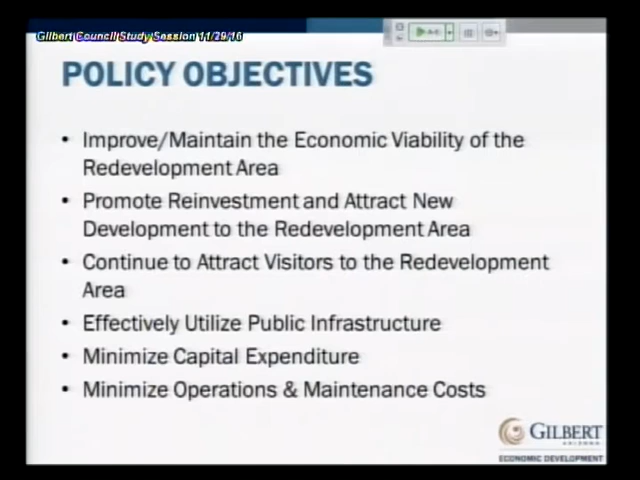 Gilbert Council Study Session 11/29/16
POLICY OBJECTIVES
• Improve/Maintain the Economic Viability of the
Redevelopment Area
• Promote Reinvestment and Attract New
Development to the Redevelopment Area
• Continue to Attract Visitors to the Redevelopment
Area
• Effectively Utilize Public Infrastructure
• Minimize Capital Expenditure
• Minimize Operations & Maintenance Costs
GILBERT
ARIZONA
ECONOMIC DEVELOPMENT